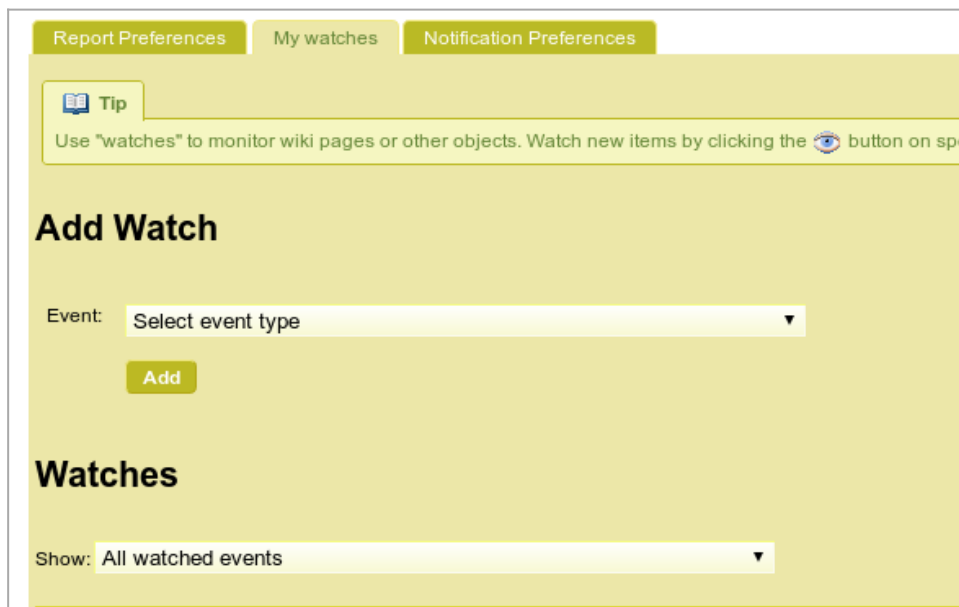 Report Preferences My watches Notification Preferences
Tip
Use "watches" to monitor wiki pages or other objects. Watch new items by clicking the button on
Add Watch
Event: Select event type
Add
Watches
Show: All watched events